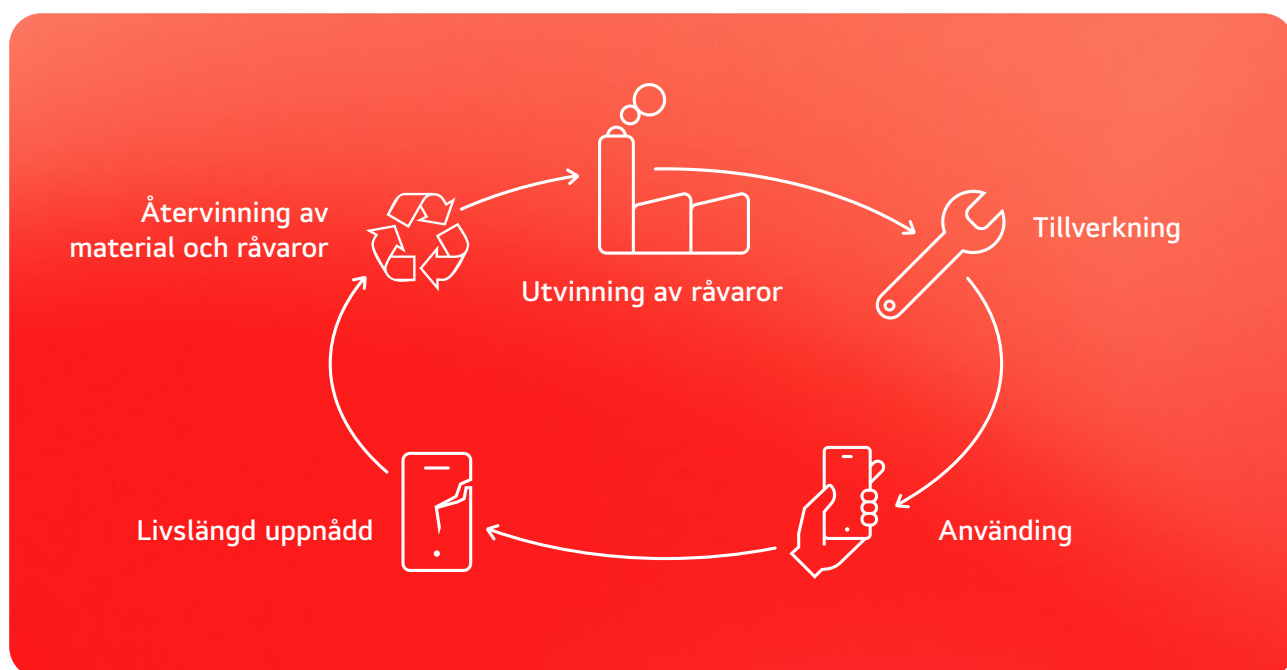 Återvinning av
material och råvaror
Utvinning av råvaror
Tillverkning
Livslängd uppnådd
Använding